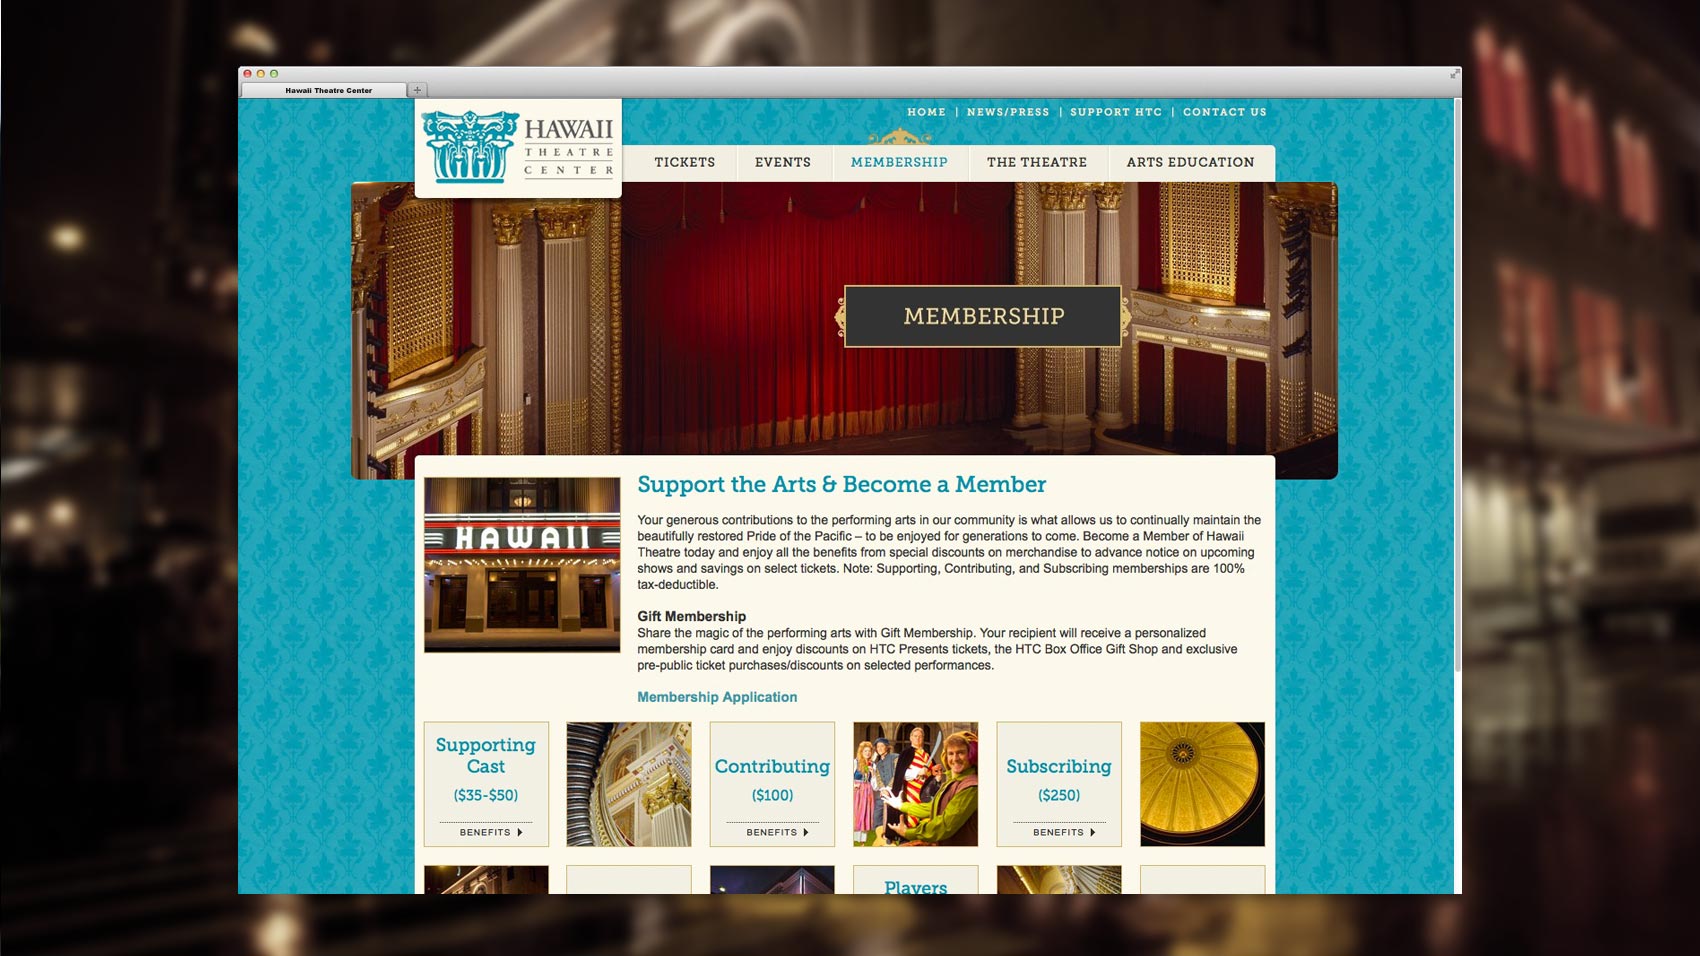 Hawaii Theatre Center
HOME | NEWS/PRESS | SUPPORT HTC | CONTACT US
HAWAII
THEATRE
CENTER
TICKETS
EVENTS
MEMBERSHIP
THE THEATRE
ARTS EDUCATION
MEMBERSHIP
HAWAII
Support the Arts & Become a Member
Your generous contributions to the performing arts in our community is what allows us to continually maintain the
beautifully restored Pride of the Pacific – to be enjoyed for generations to come. Become a Member of Hawaii
Theatre today and enjoy all the benefits from special discounts on merchandise to advance notice on upcoming
shows and savings on select tickets. Note: Supporting, Contributing, and Subscribing memberships are 100%
tax-deductible.
Gift Membership
Share the magic of the performing arts with Gift Membership. Your recipient will receive a personalized
membership card and enjoy discounts on HTC Presents tickets, the HTC Box Office Gift Shop and exclusive
pre-public ticket purchases/discounts on selected performances.
Membership Application
Supporting
Cast
($35-$50)
BENEFITS
Contributing
($100)
BENEFITS
Subscribing
($250)
BENEFITS
Players